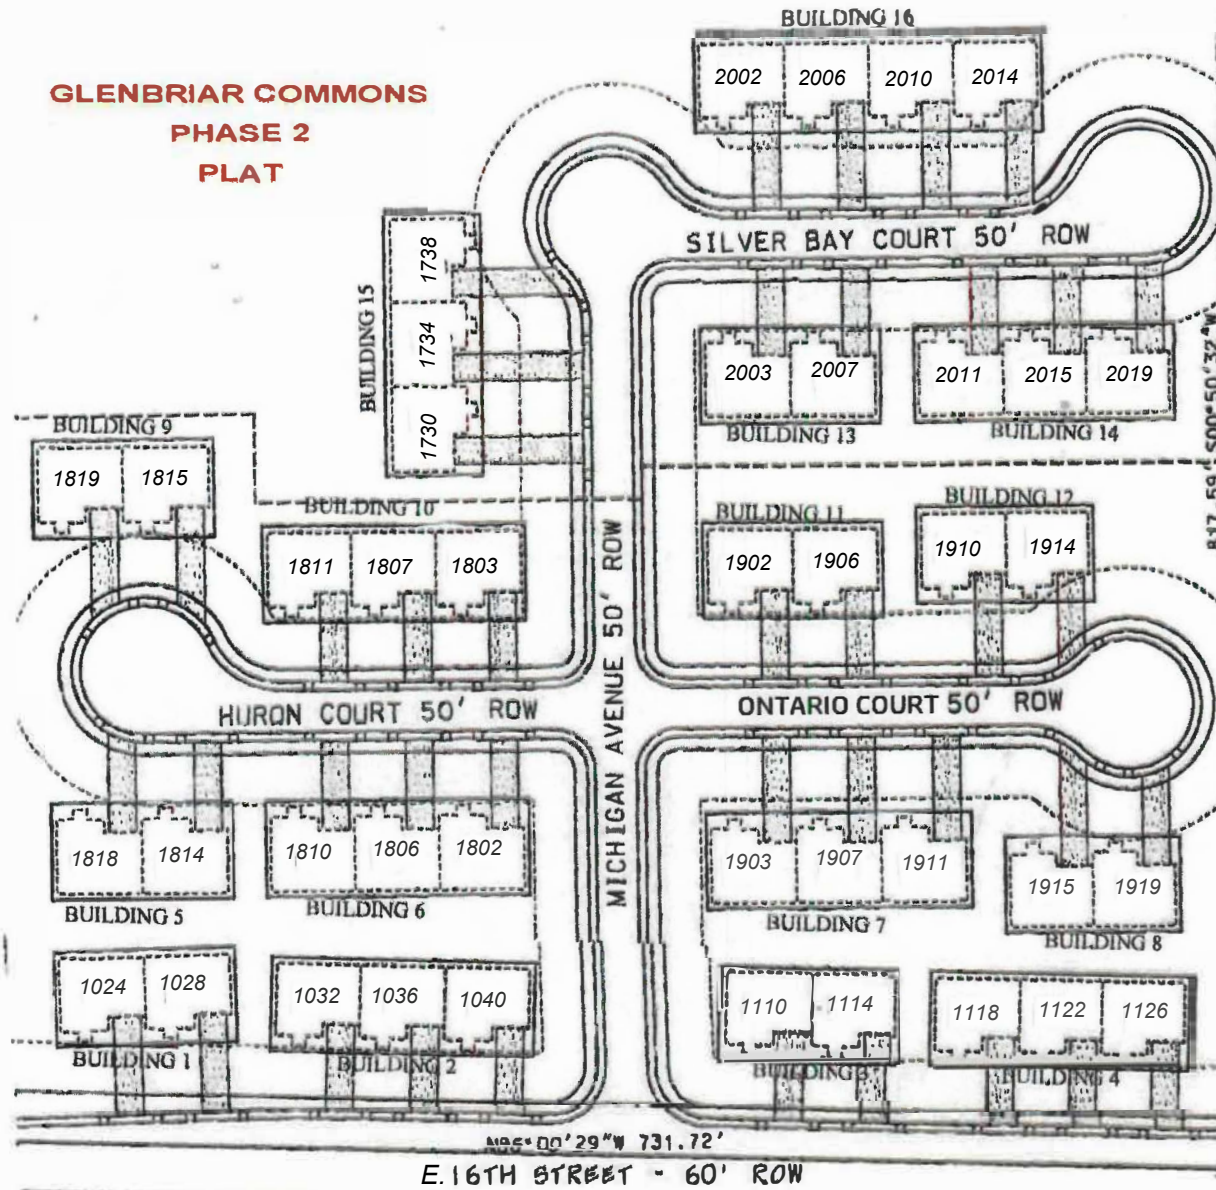 BUILDING 16
GLENBRIAR COMMONS
PHASE 2
PLAT
2002 2006 2010 2014
SILVER BAY COURT 50' ROW
1738
1734
1730
BUILDING 15
2003 2007
2011 2015 2019
BUILDING 13
BUILDING 14
BUILDING 9
1819 1815
BUILDING 10
1811 1807 1803
BUILDING 11
1902 1906
BUILDING 12
1910 1914
HURON COURT 50' ROW
ONTARIO COURT 50' ROW
MICHIGAN AVENUE 50' ROW
1818 1814
BUILDING 5
1810 1806 1802
BUILDING 6
1903 1907 1911
BUILDING 7
1915 1919
BUILDING 8
1024 1028
BUILDING 1
1032 1036 1040
BUILDING 2
1110 1114
BUILDING 3
1118 1122 1126
BUILDING 4
00'29"W 731.72'
E. 16TH STREET - 60' ROW